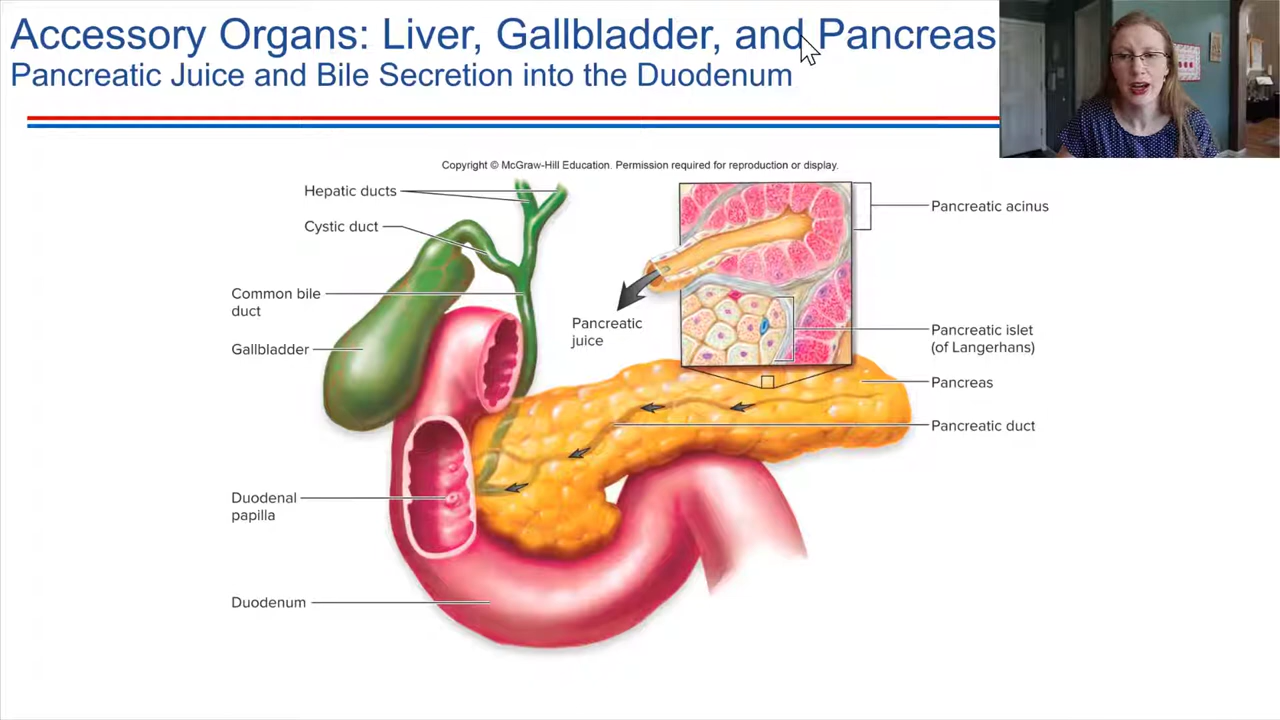 Accessory Organs: Liver, Gallbladder, and Pancreas
Pancreatic Juice and Bile Secretion into the Duodenum
Copyright © McGraw-Hill Education. Permission required for reproduction or display.
Hepatic ducts
Cystic duct
Common bile
duct
Gallbladder
Duodenal
papilla
Duodenum
Pancreatic
juice
Pancreatic acinus
Pancreatic islet
(of Langerhans)
Pancreas
Pancreatic duct